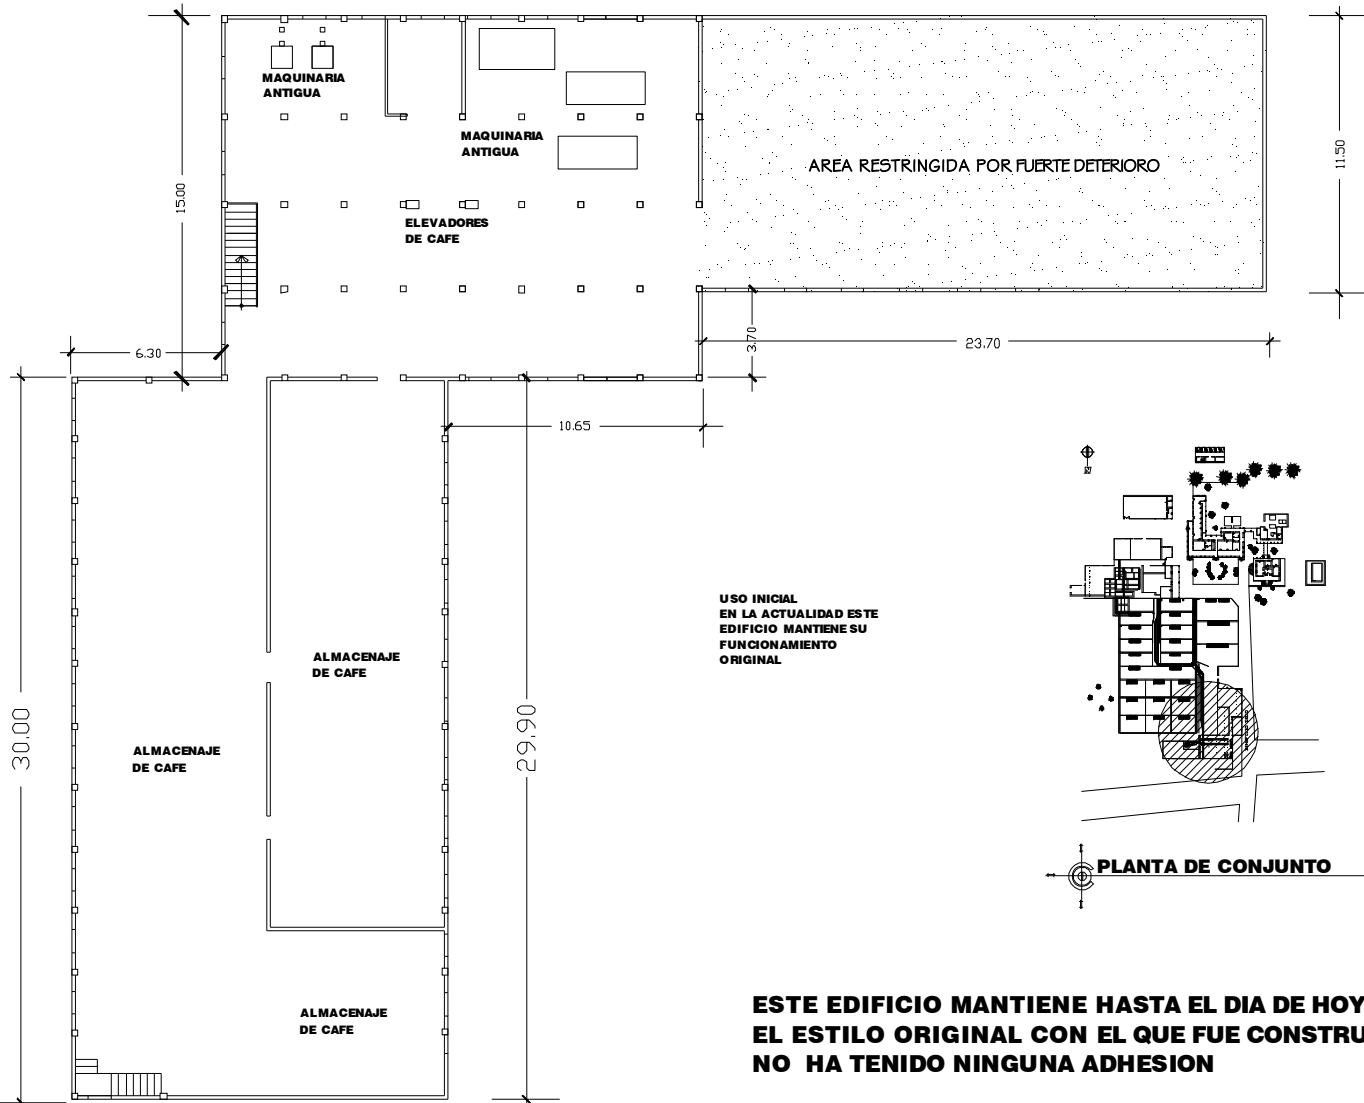 MAQUINARIA
ANTIGUA
MAQUINARIA
ANTIGUA
AREA RESTRINGIDA POR FUERTE DETERIORO
11.50
15.00
ELEVADORES
DE CAFE
3.70
23.70
6.30
10.65
USO INICIAL
EN LA ACTUALIDAD ESTE
EDIFICIO MANTIENE SU
FUNCIONAMIENTO
ORIGINAL
ALMACENAJE
DE CAFE
30.00
29.90
ALMACENAJE
DE CAFE
PLANTA DE CONJUNTO
ALMACENAJE
DE CAFE
ESTE EDIFICIO MANTIENE HASTA EL DIA DE HOY
EL ESTILO ORIGINAL CON EL QUE FUE CONSTRU
NO HA TENIDO NINGUNA ADHESION